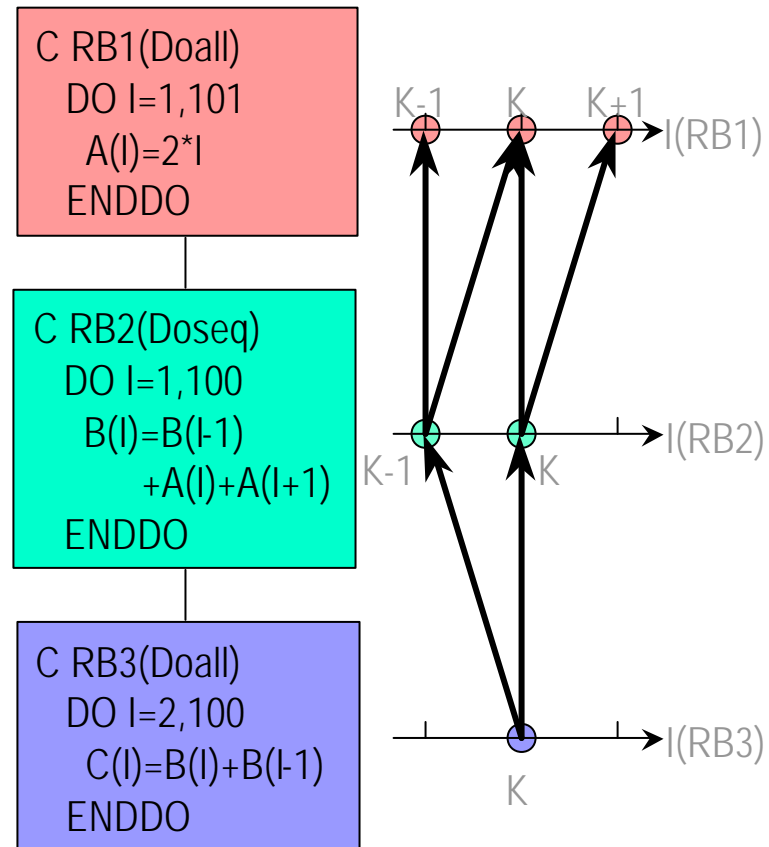 C RB1(Doall)
DO I=1,101
A(I)=2*I
ENDDO
C RB2(Doseq)
DO I=1,100
B(I)=B(I-1)
+A(I)+A(I+1)
ENDDO
C RB3(Doall)
DO I=2,100
C(I)=B(I)+B(I-1)
ENDDO
K-1 K K+1
I(RB1)
I(RB2)
K-1 K
I(RB3)
K